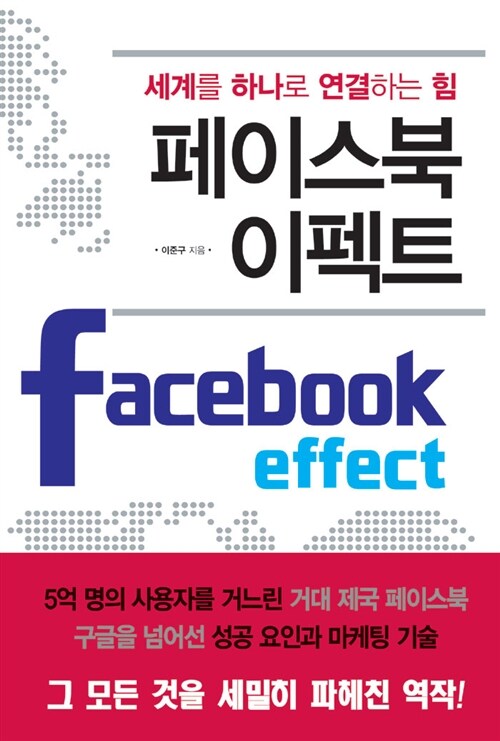 세계를 하나로 연결하는 힘
페이스북
이펙트
• 이준구 지음 •
facebook
effect
5억 명의 사용자를 거느린 거대 제국 페이스북
구글을 넘어선 성공 요인과 마케팅 기술
그 모든 것을 세밀히 파헤친 역작!